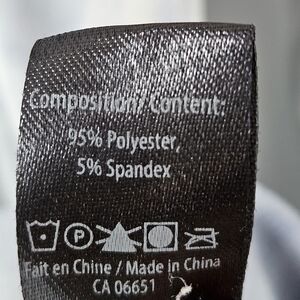 Composition/Content:
95% Polyester,
5% Spandex
P
Fait en Chine / Made in China
CA 06651